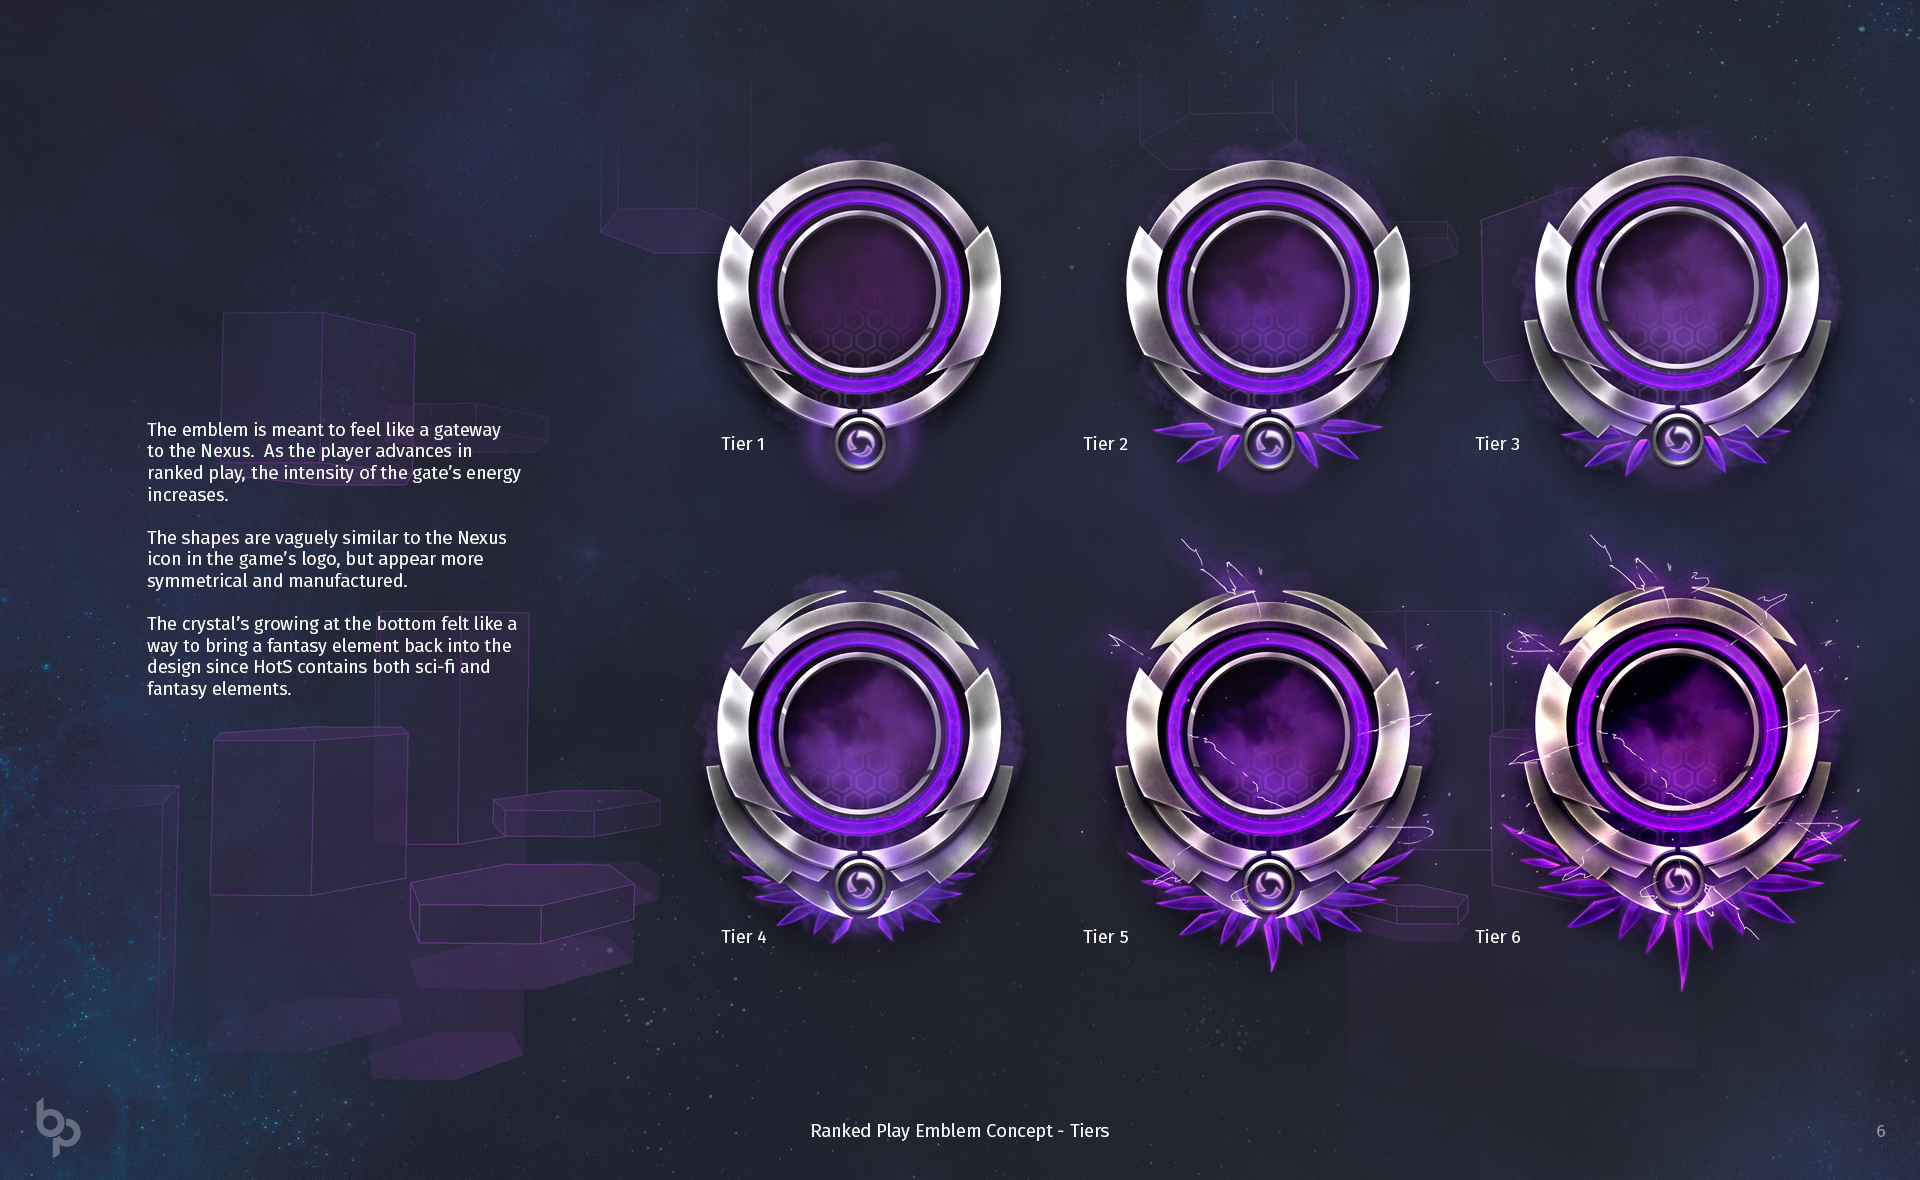 The emblem is meant to feel like a gateway
to the Nexus.  As the player advances in
ranked play, the intensity of the gate's energy
increases.
The shapes are vaguely similar to the Nexus
icon in the game's logo, but appear more
symmetrical and manufactured.
The crystal's growing at the bottom felt like a
way to bring a fantasy element back into the
design since HotS contains both sci-fi and
fantasy elements.
Tier 1
Tier 2
Tier 3
Tier 4
Tier 5
Tier 6
bp
Ranked Play Emblem Concept - Tiers
6